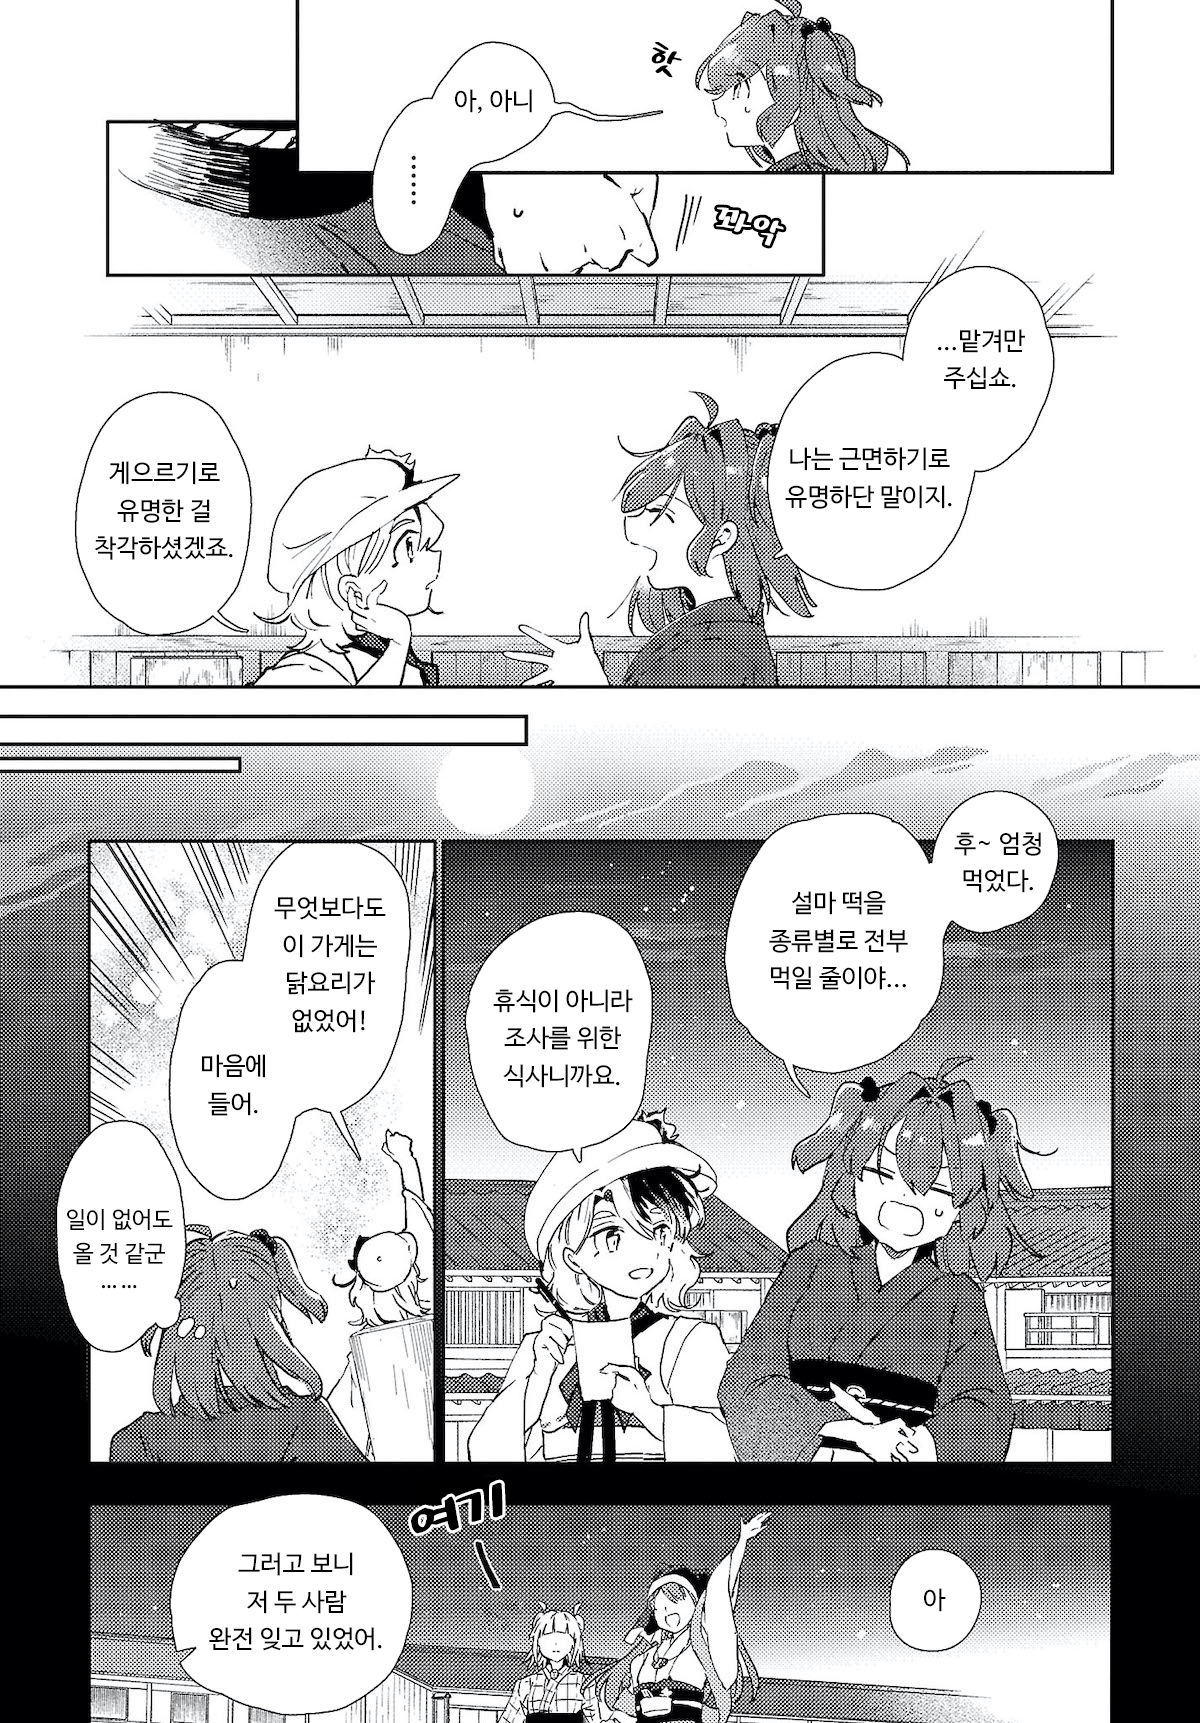 핫
아, 아니
……
꽈악
…맡겨만
주십쇼.
나는 근면하기로
유명하단 말이지.
게으르기로
유명한 걸
착각하셨겠죠.
후~ 엄청
먹었다.
설마 떡을
종류별로 전부
먹일 줄이야…
휴식이 아니라
조사를 위한
식사니까요.
무엇보다도
이 가게는
닭요리가
없었어!
마음에
들어.
일이 없어도
올 것 같군
... ...
아
여기
그러고 보니
저 두 사람
완전 잊고 있었어.